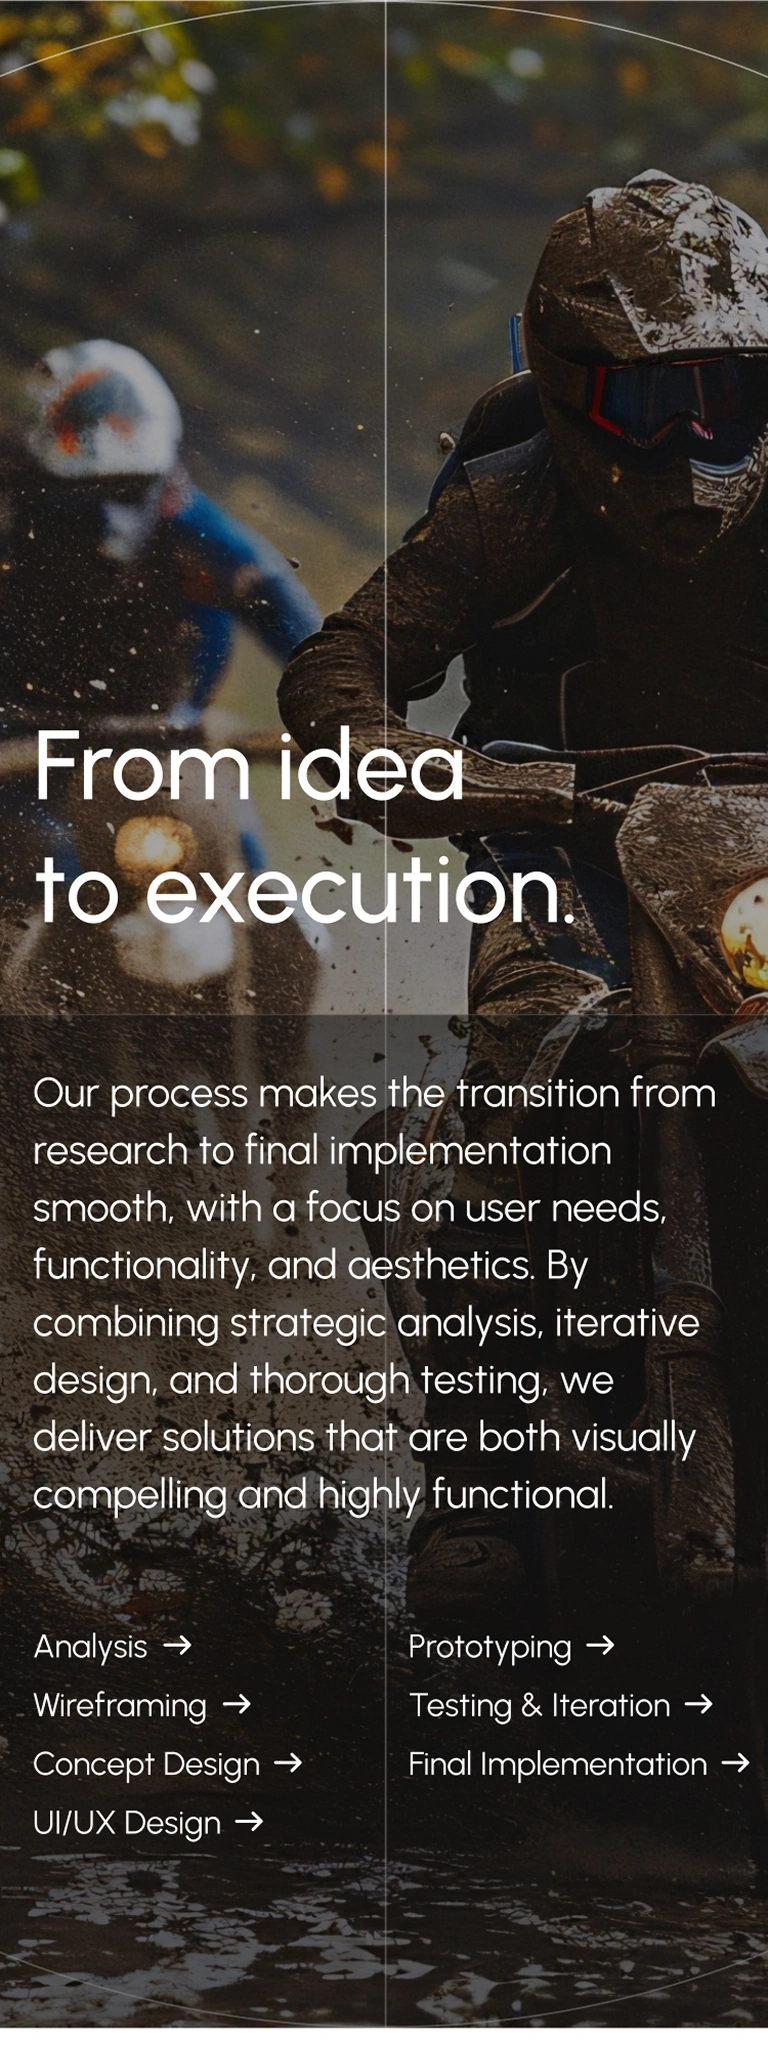 From idea
to execution.
Our process makes the transition from
research to final implementation
smooth, with a focus on user needs,
functionality, and aesthetics. By
combining strategic analysis, iterative
design, and thorough testing, we
deliver solutions that are both visually
compelling and highly functional.
Analysis →
Wireframing →
Concept Design →
UI/UX Design →
Prototyping →
Testing & Iteration →
Final Implementation →